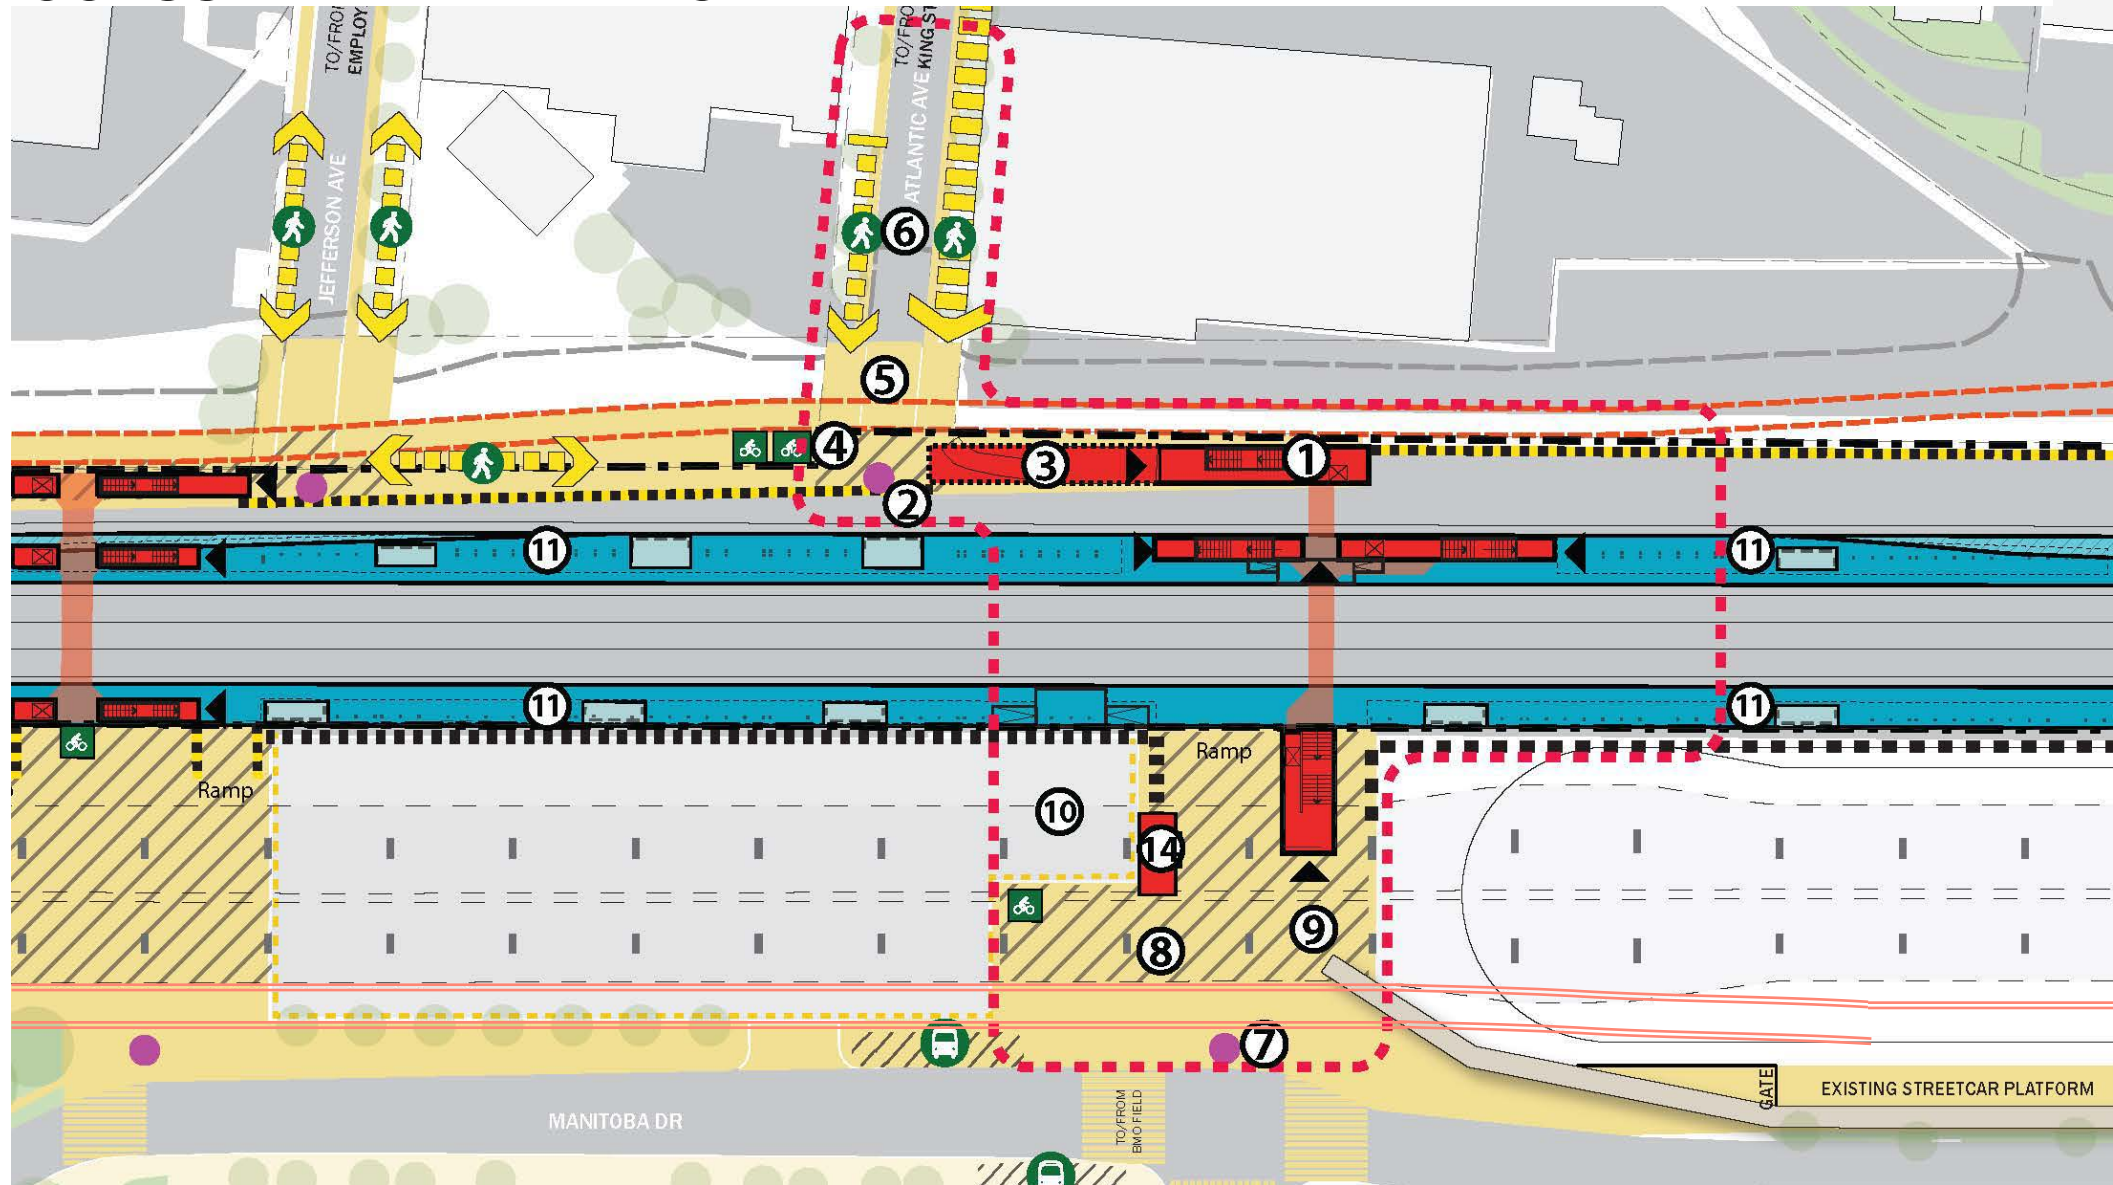 TO/FROM
EMPLOY
JEFFERSON AVE
TO/FRO
KING ST
ATLANTIC AVE
6
5
4
3
1
2
11
11
11
11
Ramp
Ramp
10
14
8
9
7
MANITOBA DR
TO/FROM
BMO FIELD
GATE
EXISTING STREETCAR PLATFORM